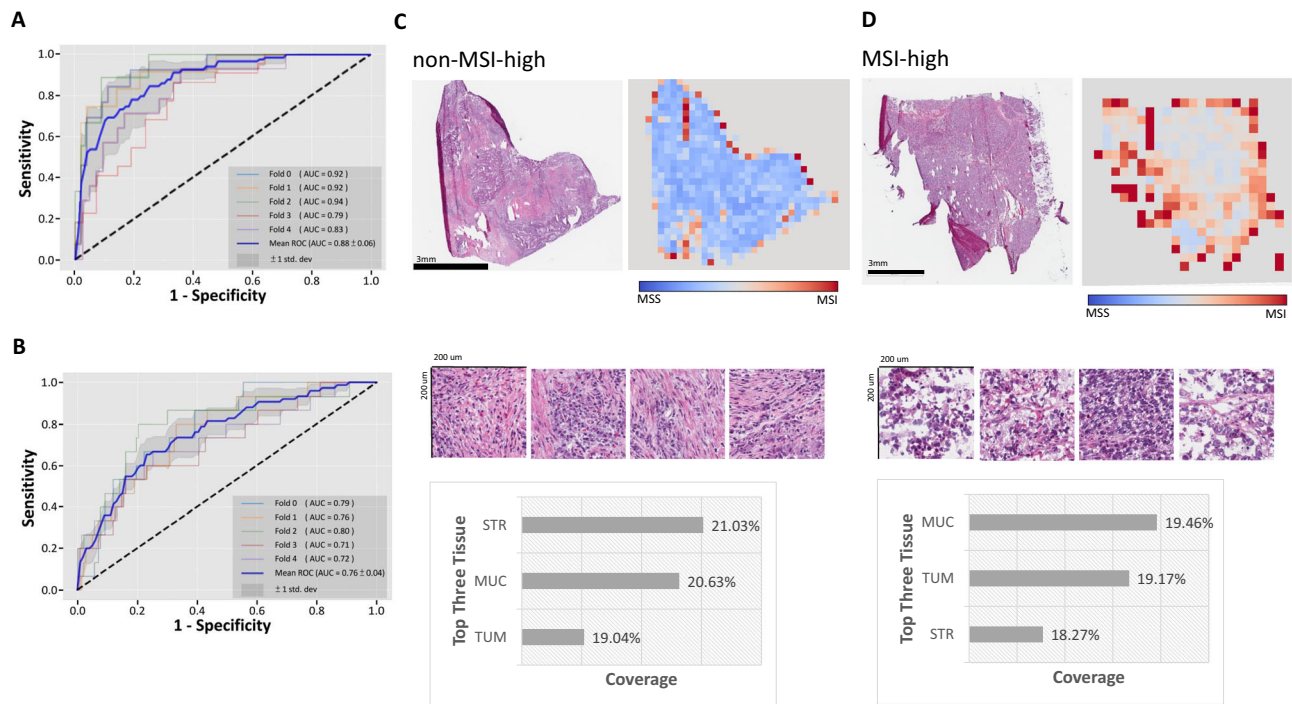 A
1.0
0.8
0.6
0.4
0.2
0.0
Sensitivity
Fold 0 ( AUC = 0.92 )
Fold 1 ( AUC = 0.92 )
Fold 2 ( AUC = 0.94 )
Fold 3 ( AUC = 0.79 )
Fold 4 ( AUC = 0.83 )
Mean ROC (AUC = 0.88 ± 0.06)
± 1 std. dev
0.0 0.2 0.4 0.6 0.8 1.0
1 - Specificity
B
1.0
0.8
0.6
0.4
0.2
0.0
Sensitivity
Fold 0 ( AUC = 0.79 )
Fold 1 ( AUC = 0.76 )
Fold 2 ( AUC = 0.80 )
Fold 3 ( AUC = 0.71 )
Fold 4 ( AUC = 0.72 )
Mean ROC (AUC = 0.76 ± 0.04)
± 1 std. dev
0.0 0.2 0.4 0.6 0.8 1.0
1 - Specificity
C
non-MSI-high
3mm
MSS MSI
200 um
200 um
Top Three Tissue
STR 21.03%
MUC 20.63%
TUM 19.04%
Coverage
D
MSI-high
3mm
MSS MSI
200 um
200 um
Top Three Tissue
MUC 19.46%
TUM 19.17%
STR 18.27%
Coverage